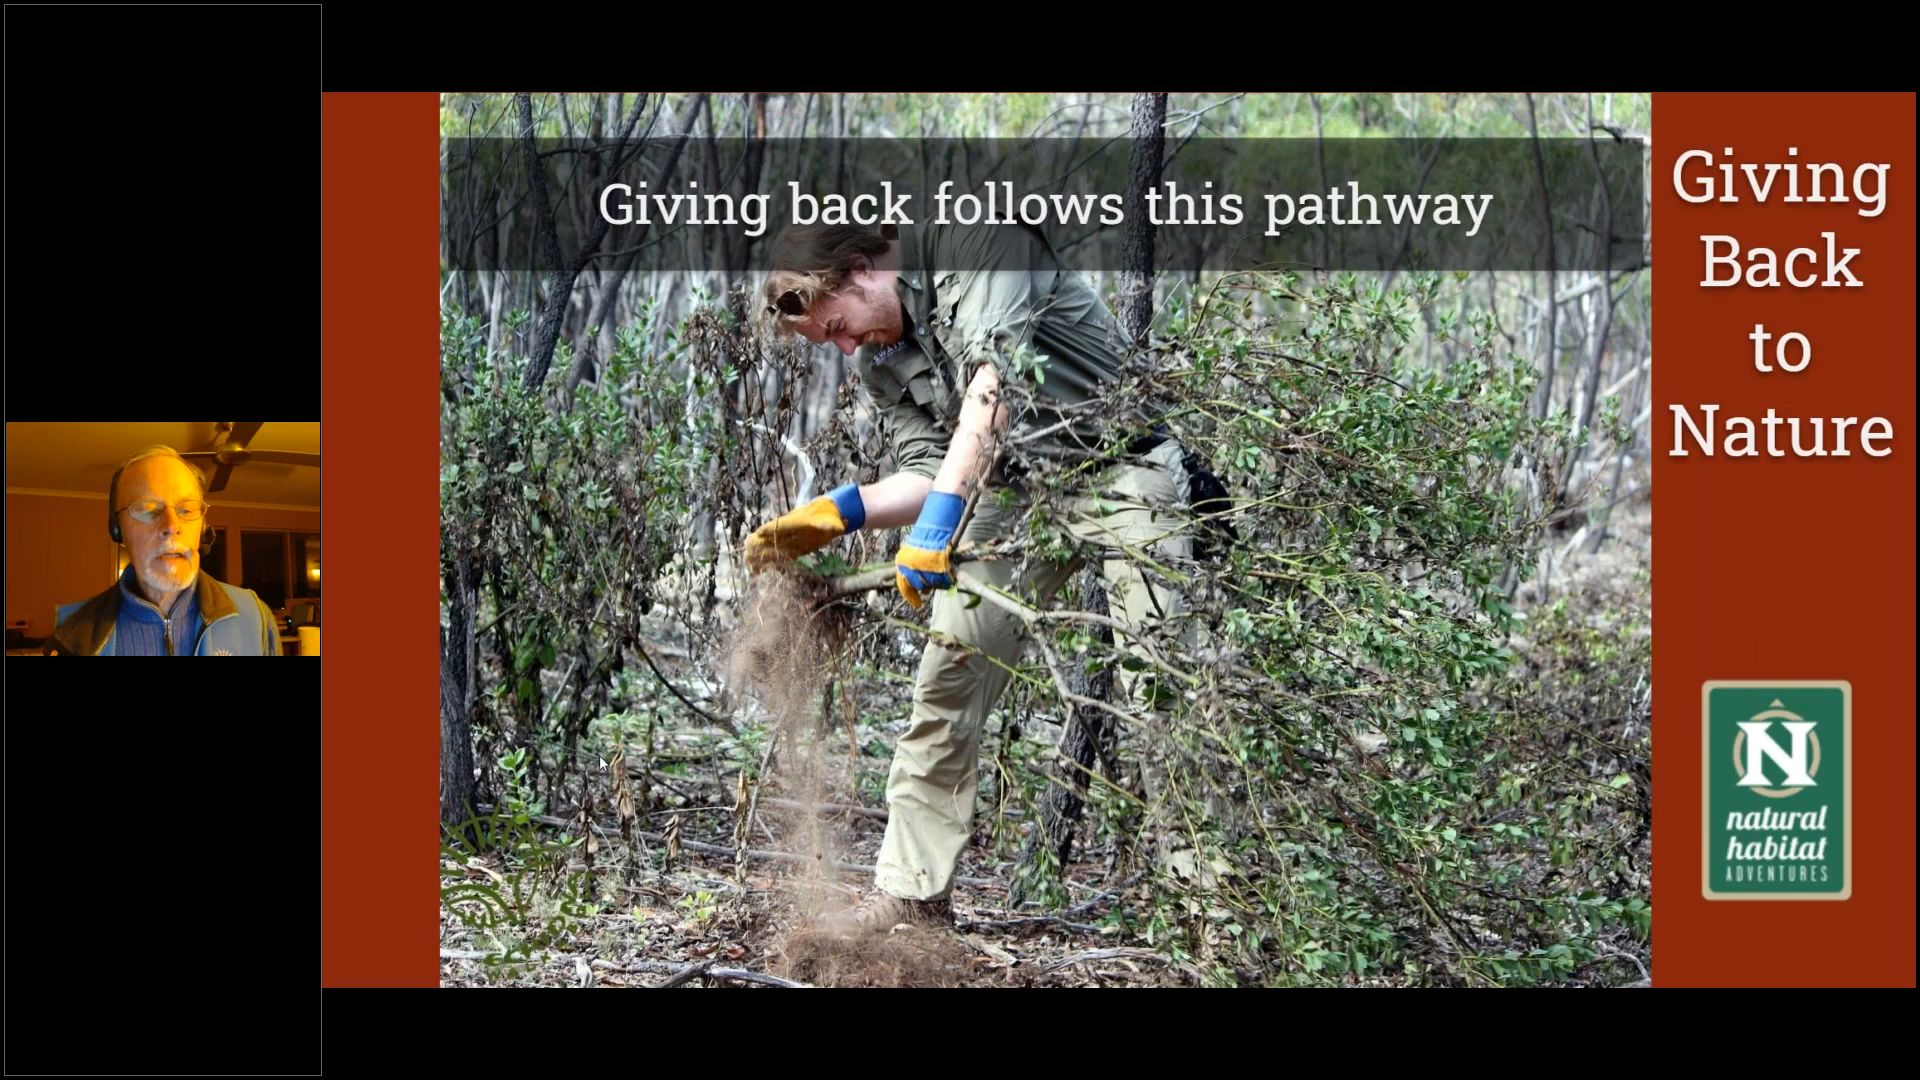 Giving back follows this pathway
Giving
Back
to
Nature
N
natural
habitat
ADVENTURES